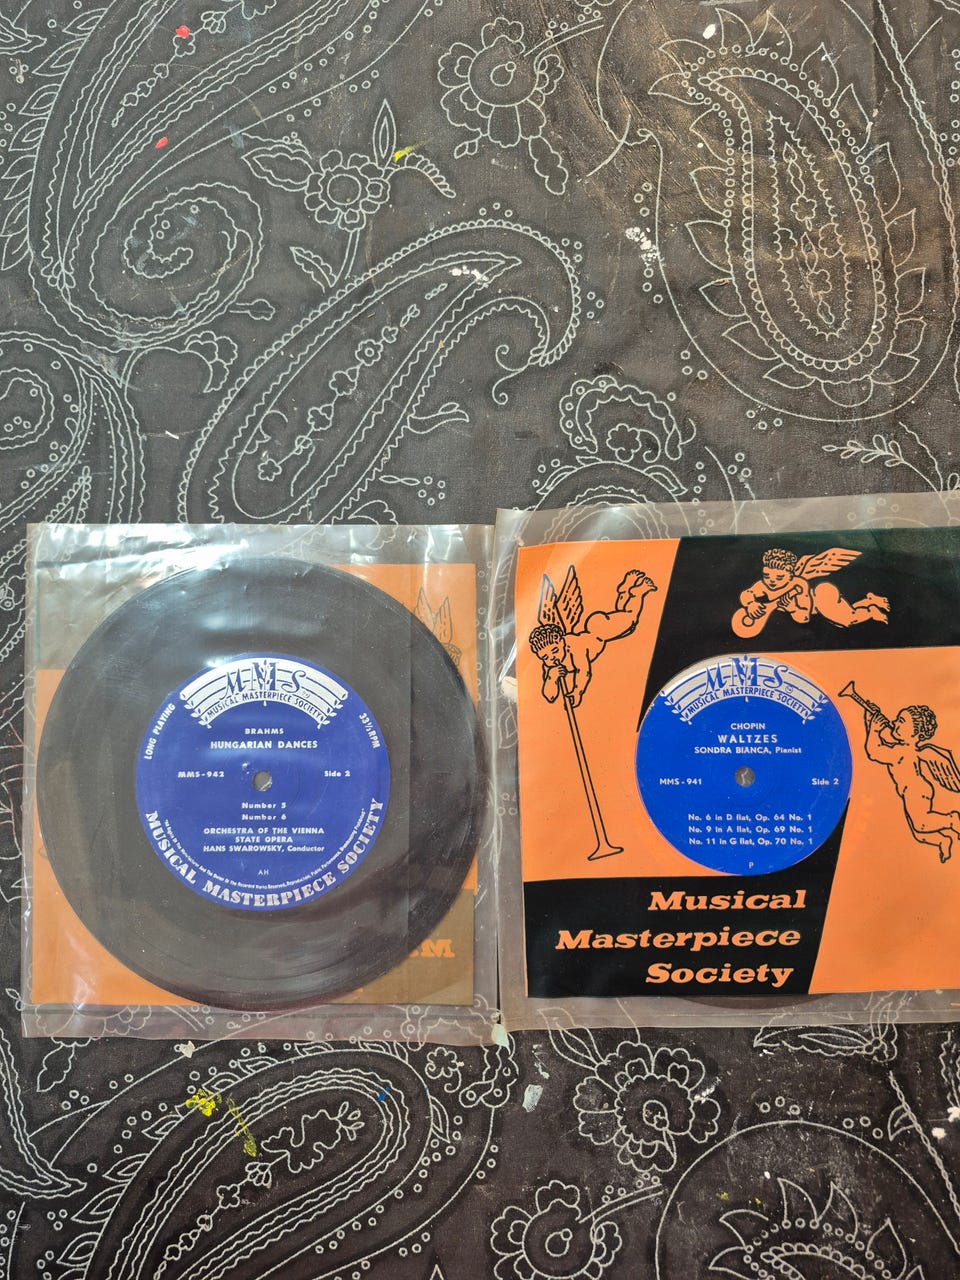 MMS TM
MUSICAL MASTERPIECE SOCIETY
LONG PLAYING
33⅓ RPM
BRAHMS
HUNGARIAN DANCES
MMS-942 Side 2
Number 5
Number 6
ORCHESTRA OF THE VIENNA
STATE OPERA
HANS SWAROWSKY, Conductor
AH
MUSICAL MASTERPIECE SOCIETY
MMS TM
MUSICAL MASTERPIECE SOCIETY
CHOPIN
WALTZES
SONDRA BIANCA, Pianist
MMS-941 Side 2
No. 6 in D flat, Op. 64 No. 1
No. 9 in A flat, Op. 69 No. 1
No. 11 in G flat, Op. 70 No. 1
P
Musical
Masterpiece
Society